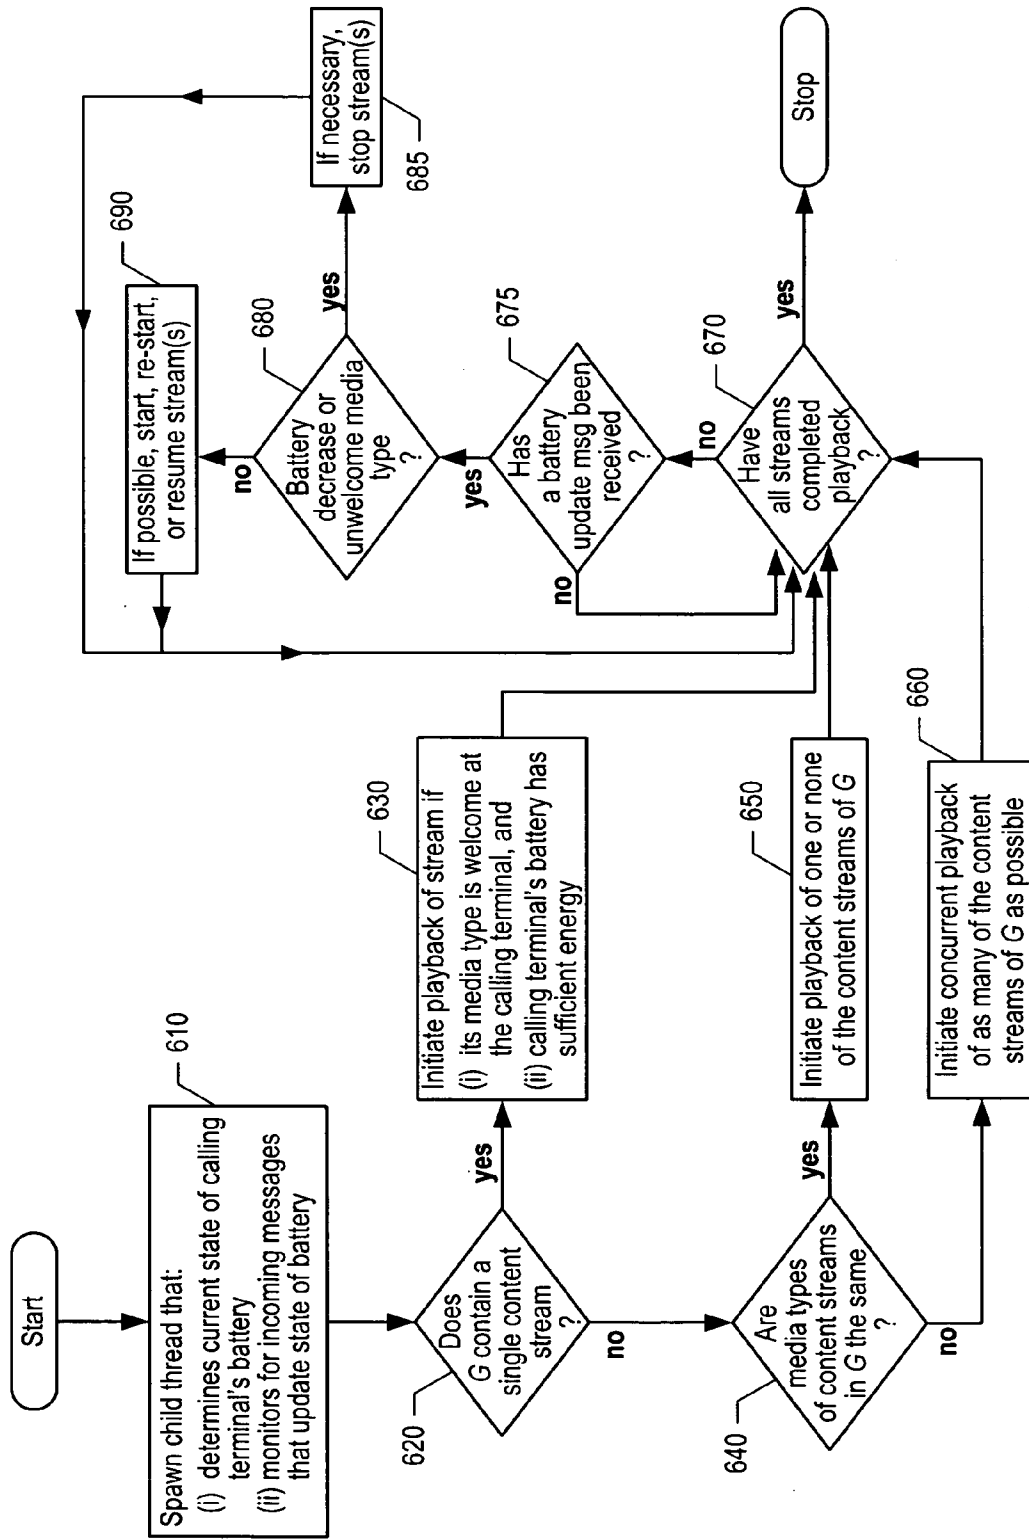 Start
610
Spawn child thread that:
(i) determines current state of calling
terminal's battery
(ii) monitors for incoming messages
that update state of battery
620
Does
G contain a
single content
stream
?
yes
no
630
Initiate playback of stream if
(i) its media type is welcome at
the calling terminal, and
(ii) calling terminal's battery has
sufficient energy
640
Are
media types
of content streams
in G the same
?
yes
no
650
Initiate playback of one or none
of the content streams of G
660
Initiate concurrent playback
of as many of the content
streams of G as possible
670
Have
all streams
completed
playback
?
yes
no
Stop
675
Has
a battery
update msg been
received
?
no
yes
680
Battery
decrease or
unwelcome media
type
?
yes
no
If necessary,
stop stream(s)
685
690
If possible, start, re-start,
or resume stream(s)